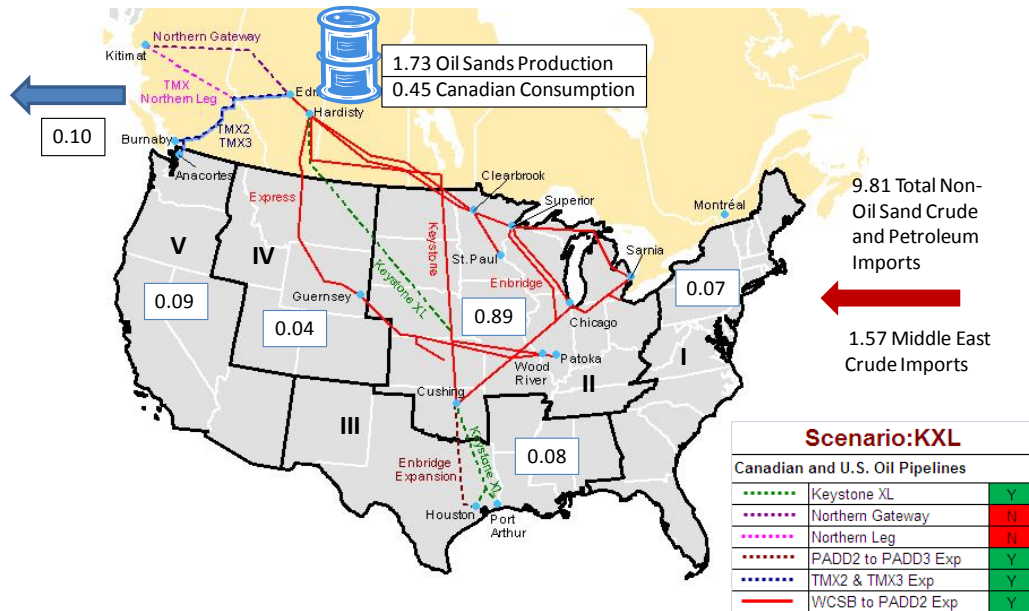 Northern Gateway
Kitimat
1.73 Oil Sands Production
0.45 Canadian Consumption
TMX
Northern Leg
Hardisty
0.10
TMX2
TMX3
Burnaby
Anacortes
Clearbrook
Superior
Montréal
9.81 Total Non-
Oil Sand Crude
and Petroleum
Imports
Express
Keystone
Sarnia
V
IV
St.Paul
Keystone XL
Enbridge
0.09
Guernsey
0.04
0.89
0.07
Chicago
1.57 Middle East
Crude Imports
Wood
River
Patoka
I
II
Cushing
III
0.08
Keystone XL
Enbridge
Expansion
Houston
Port
Arthur
Scenario:KXL
Canadian and U.S. Oil Pipelines
Keystone XL Y
Northern Gateway N
Northern Leg N
PADD2 to PADD3 Exp Y
TMX2 & TMX3 Exp Y
WCSB to PADD2 Exp Y